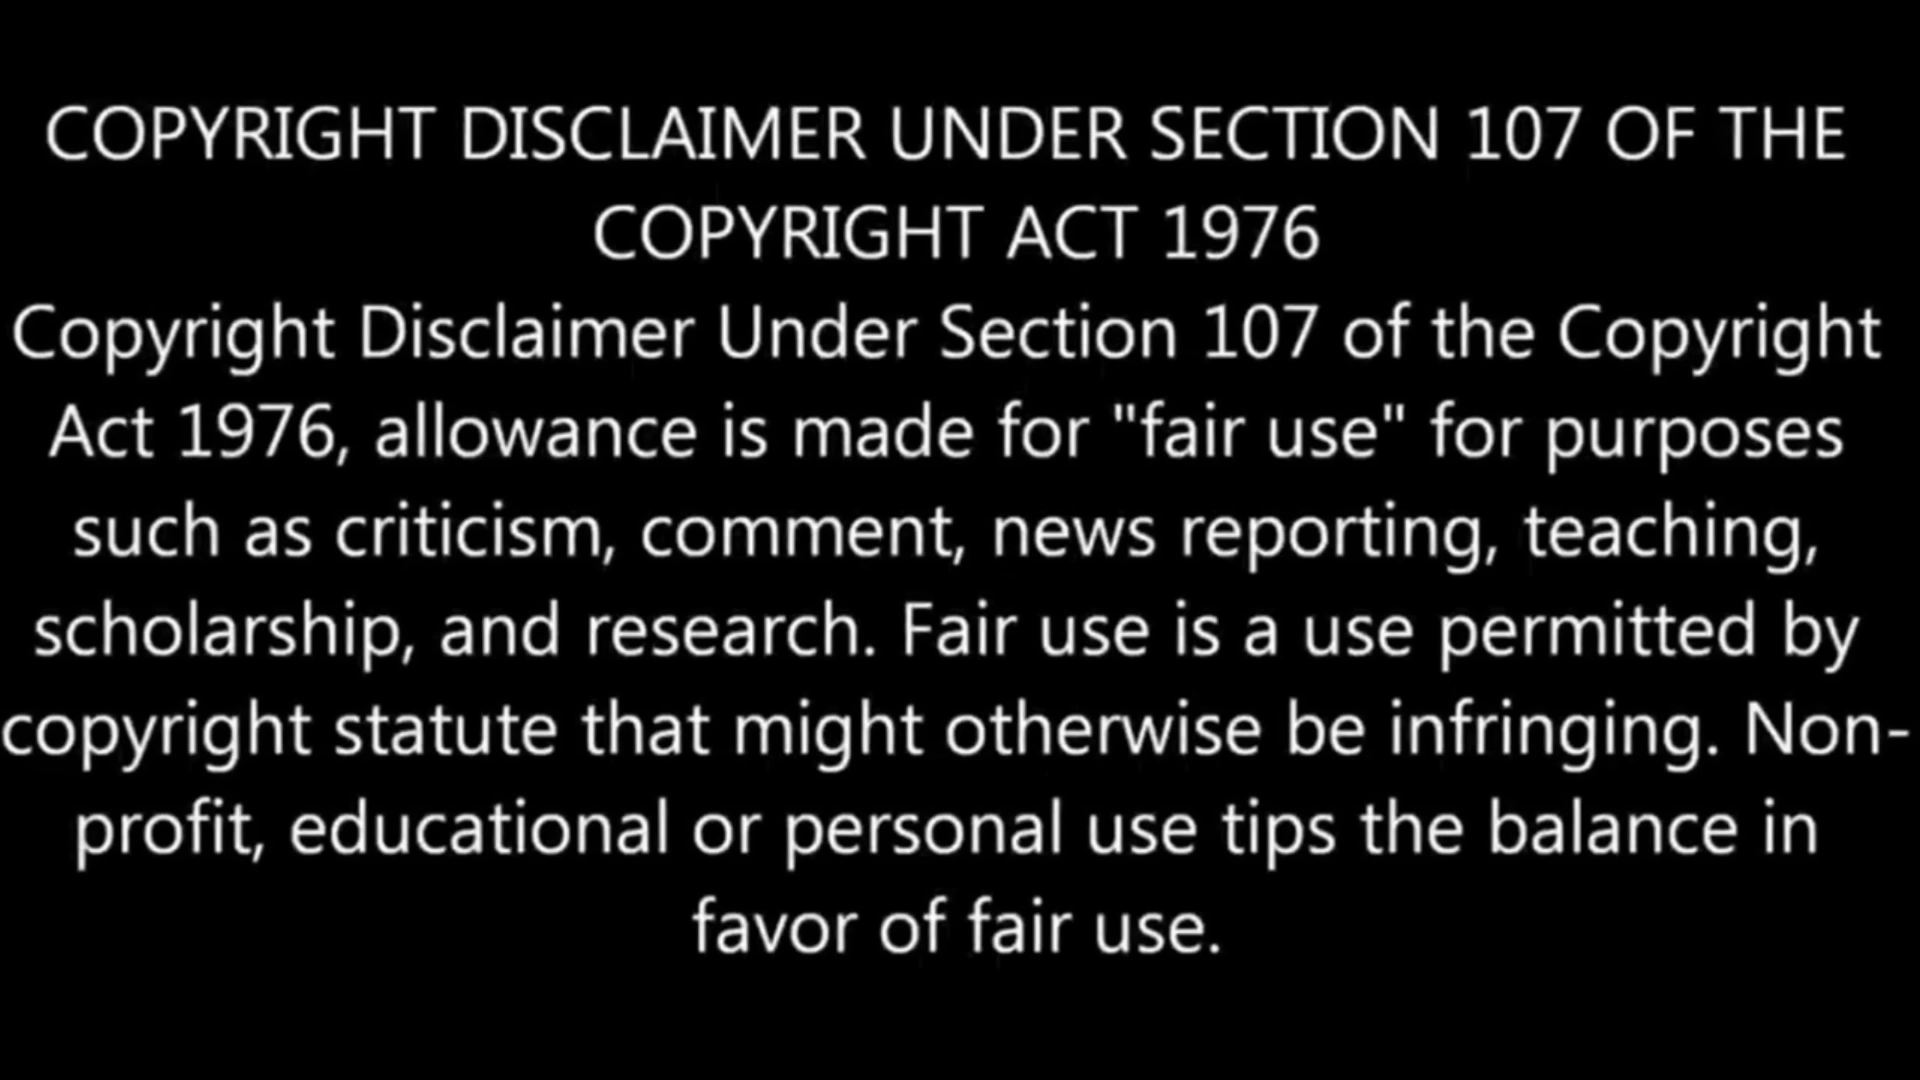 COPYRIGHT DISCLAIMER UNDER SECTION 107 OF THE
COPYRIGHT ACT 1976
Copyright Disclaimer Under Section 107 of the Copyright
Act 1976, allowance is made for "fair use" for purposes
such as criticism, comment, news reporting, teaching,
scholarship, and research. Fair use is a use permitted by
copyright statute that might otherwise be infringing. Non-
profit, educational or personal use tips the balance in
favor of fair use.